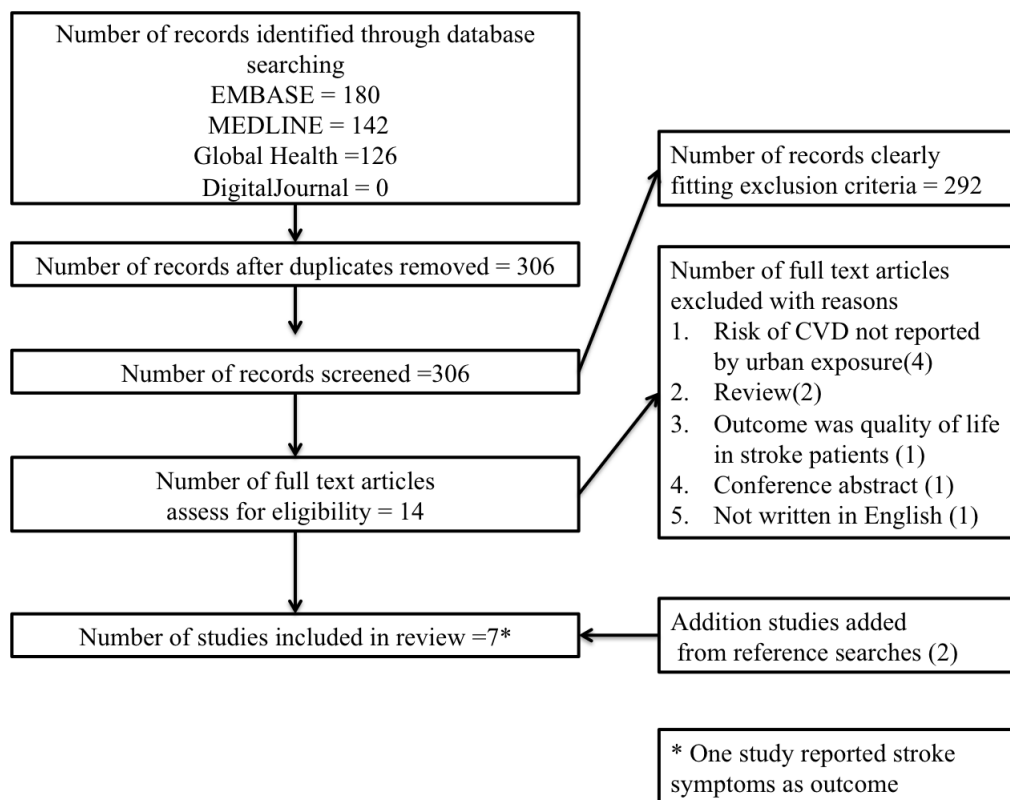 Number of records identified through database
searching
EMBASE = 180
MEDLINE = 142
Global Health =126
DigitalJournal = 0
Number of records after duplicates removed = 306
Number of records screened =306
Number of records clearly
fitting exclusion criteria = 292
Number of full text articles
assess for eligibility = 14
Number of full text articles
excluded with reasons
1. Risk of CVD not reported
by urban exposure(4)
2. Review(2)
3. Outcome was quality of life
in stroke patients (1)
4. Conference abstract (1)
5. Not written in English (1)
Number of studies included in review =7*
Addition studies added
from reference searches (2)
* One study reported stroke
symptoms as outcome